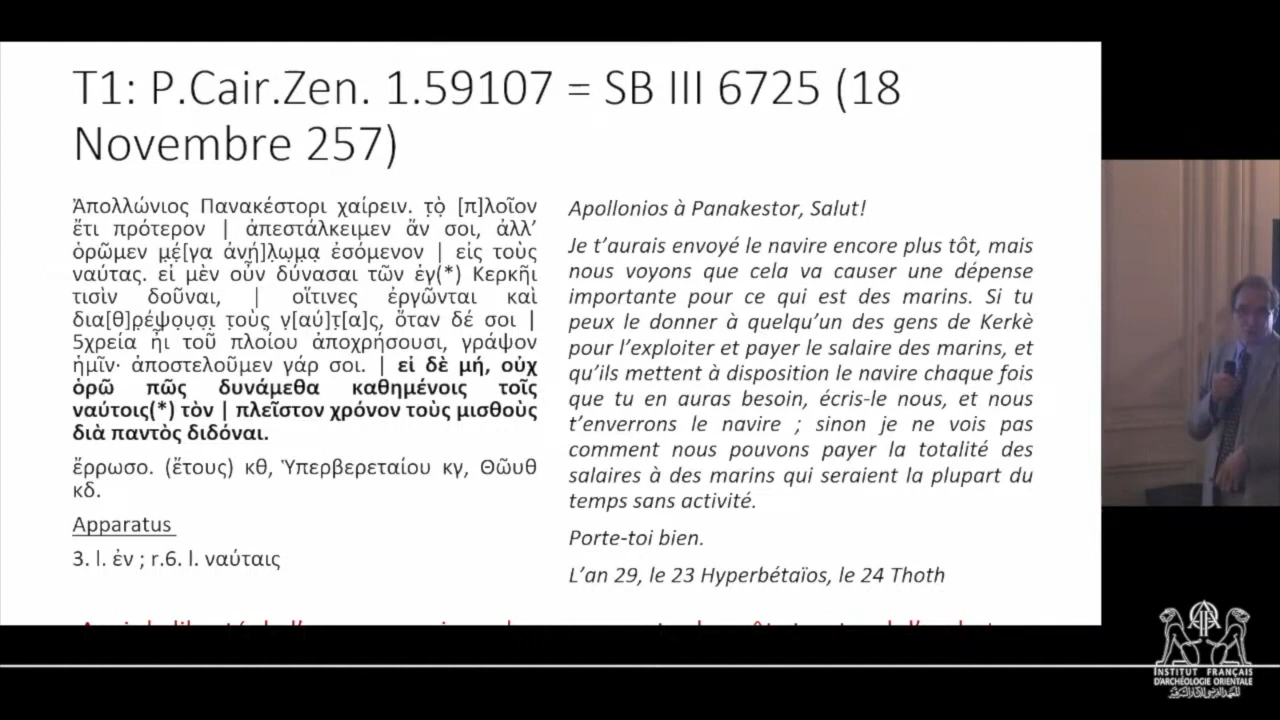 T1: P.Cair.Zen. 1.59107 = SB III 6725 (18
Novembre 257)
Ἀπολλώνιος Πανακέστορι χαίρειν. τ̣ὸ̣ [π]λοῖον
ἔτι πρότερον | ἀπεστάλκειμεν ἄν σοι, ἀλλ’
ὁρῶμεν μέ̣[γα ἀνή]λ̣ωμ̣α̣ ἐσόμενον | εἰς τοὺς
ναύτας. εἰ μὲν οὖν δύνασαι τῶν ἐγ(*) Κερκῆι
τισὶν δοῦναι, | οἵτινες ἐργῶνται καὶ
δια[θ]ρ̣έψο̣υσ̣ι τ̣οὺς ν̣[αύ]τ̣[α]ς, ὅταν δέ σοι |
5χρεία ἦι τοῦ πλοίου ἀποχρήσουσι, γράψον
ἡμῖν· ἀποστελοῦμεν γάρ σοι. | εἰ δὲ μή, οὐχ
ὁρῶ πῶς δυνάμεθα καθημένοις τοῖς
ναύτοις(*) τὸν | πλεῖστον χρόνον τοὺς μισθοὺς
διὰ παντὸς διδόναι.
ἔρρωσο. (ἔτους) κθ, Ὑπερβερεταίου κγ, Θῶυθ
κδ.
Apparatus
3. l. ἐν ; r.6. l. ναύταις
Apollonios à Panakestor, Salut!
Je t’aurais envoyé le navire encore plus tôt, mais
nous voyons que cela va causer une dépense
importante pour ce qui est des marins. Si tu
peux le donner à quelqu’un des gens de Kerkè
pour l’exploiter et payer le salaire des marins, et
qu’ils mettent à disposition le navire chaque fois
que tu en auras besoin, écris-le nous, et nous
t’enverrons le navire ; sinon je ne vois pas
comment nous pouvons payer la totalité des
salaires à des marins qui seraient la plupart du
temps sans activité.
Porte-toi bien.
L’an 29, le 23 Hyperbétaïos, le 24 Thoth
INSTITUT FRANÇAIS
D'ARCHÉOLOGIE ORIENTALE